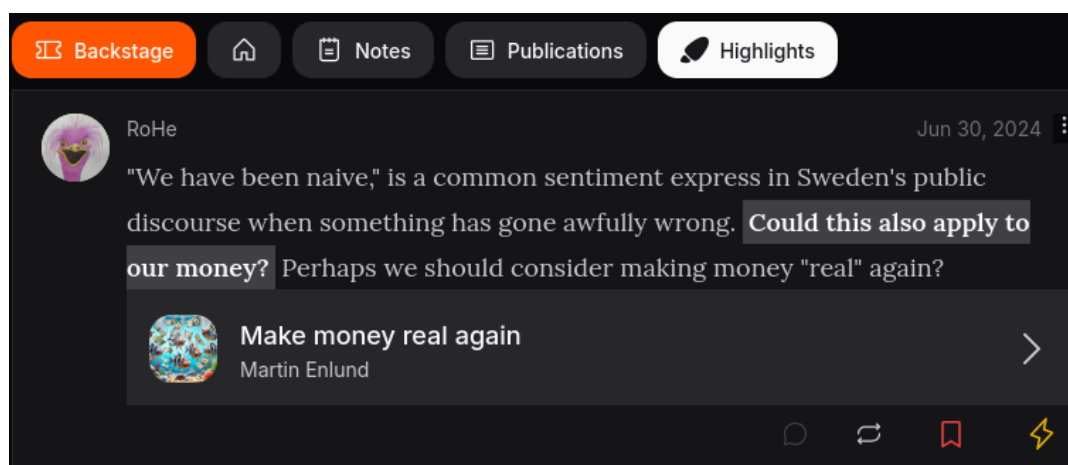 Backstage
Notes
Publications
Highlights
RoHe
Jun 30, 2024
"We have been naive," is a common sentiment express in Sweden's public
discourse when something has gone awfully wrong. Could this also apply to
our money? Perhaps we should consider making money "real" again?
Make money real again
Martin Enlund